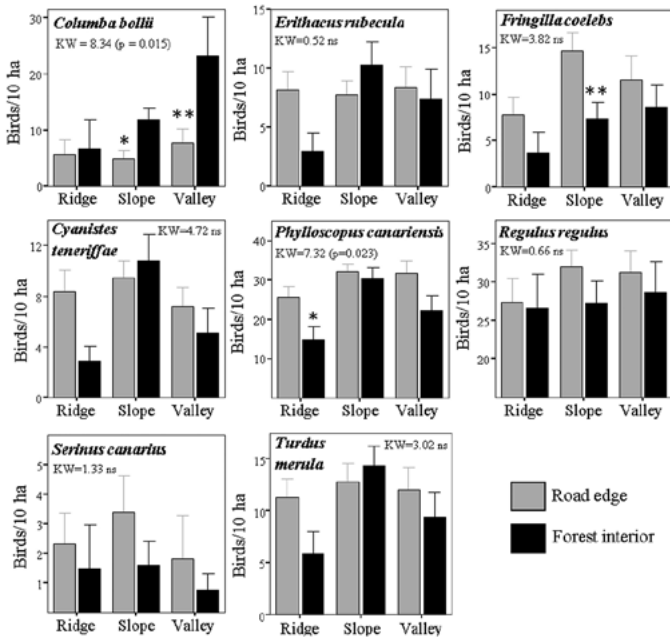 Columba bollii
KW = 8.34 (p = 0.015)
Birds/10 ha
30
20
10
0
*
**
Ridge Slope Valley
Erithacus rubecula
KW=0.52 ns
Birds/10 ha
15
10
5
0
Ridge Slope Valley
Fringilla coelebs
KW=3.82 ns
Birds/10 ha
15
10
5
0
**
Ridge Slope Valley
Cyanistes
teneriffae
KW=4.72 ns
Birds/10 ha
12
8
4
0
Ridge Slope Valley
Phylloscopus canariensis
KW=7.32 (p=0.023)
Birds/10 ha
40
30
20
10
*
Ridge Slope Valley
Regulus regulus
KW=0.66 ns
Birds/10 ha
35
30
25
20
Ridge Slope Valley
Serinus canarius
KW=1.33 ns
Birds/10 ha
5
4
3
2
1
Ridge Slope Valley
Turdus
merula
KW=3.02 ns
Birds/10 ha
15
10
5
0
Ridge Slope Valley
Road edge
Forest interior